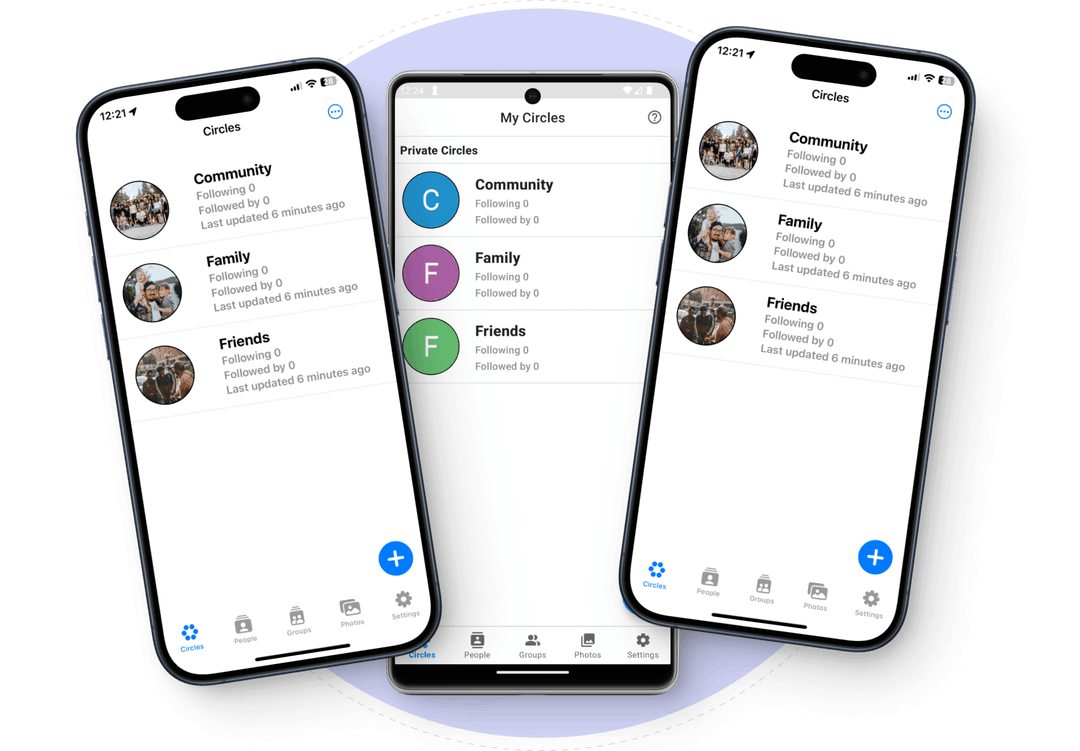 12:21
28
Circles
Community
Following 0
Followed by 0
Last updated 6 minutes ago
Family
Following 0
Followed by 0
Last updated 6 minutes ago
Friends
Following 0
Followed by 0
Last updated 6 minutes ago
Circles
People
Groups
Photos
Settings
12:24
My Circles
?
Private Circles
C
Community
Following 0
Followed by 0
F
Family
Following 0
Followed by 0
F
Friends
Following 0
Followed by 0
Circles
People
Groups
Photos
Settings
12:21
28
Circles
Community
Following 0
Followed by 0
Last updated 6 minutes ago
Family
Following 0
Followed by 0
Last updated 6 minutes ago
Friends
Following 0
Followed by 0
Last updated 6 minutes ago
Circles
People
Groups
Photos
Settings